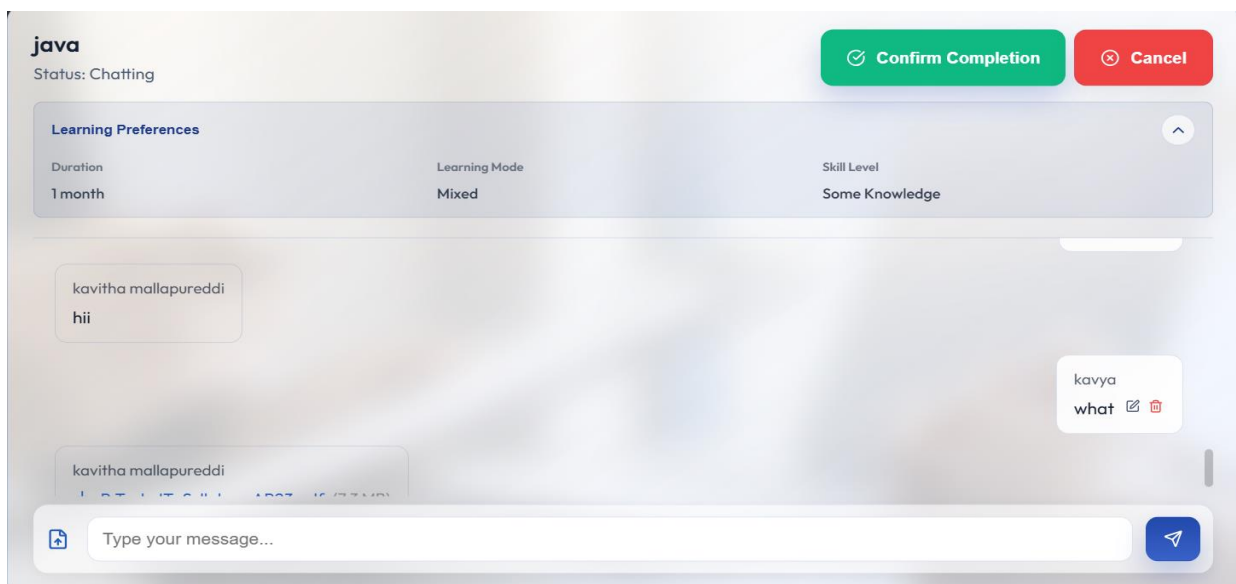 java
Status: Chatting
Confirm Completion
Cancel
Learning Preferences
Duration
Learning Mode
Skill Level
1 month
Mixed
Some Knowledge
kavitha mallapureddi
hii
kavya
what
kavitha mallapureddi
Type your message...